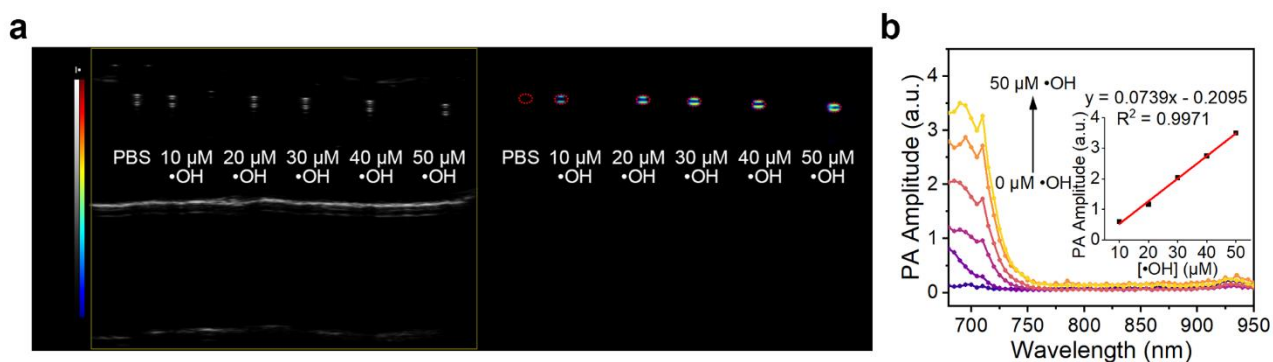 a
PBS 10 μM 20 μM 30 μM 40 μM 50 μM
•OH •OH •OH •OH •OH
PBS 10 μM 20 μM 30 μM 40 μM 50 μM
•OH •OH •OH •OH •OH
b
PA Amplitude (a.u.)
4
3
2
1
0
700 750 800 850 900 950
Wavelength (nm)
50 μM •OH
0 μM •OH
y = 0.0739x - 0.2095
R² = 0.9971
PA Amplitude (a.u.)
4
3
2
1
0
10 20 30 40 50
[•OH] (μM)